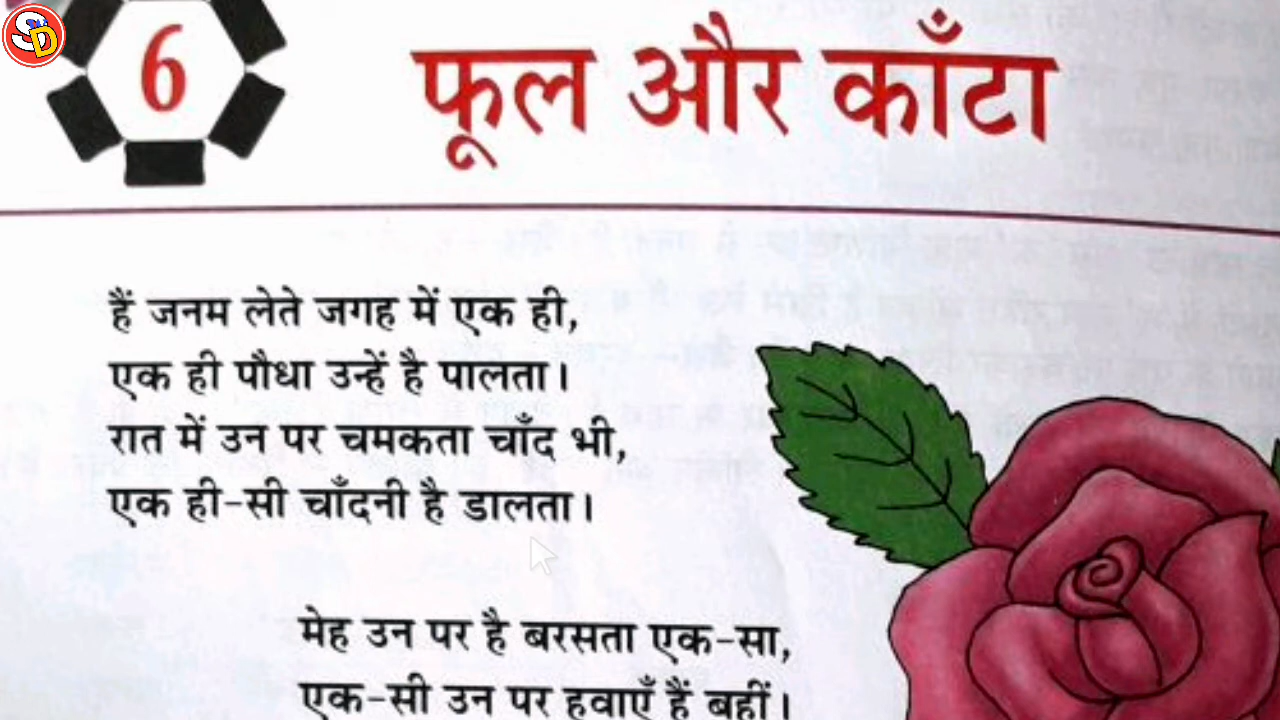 SD
6
फूल और काँटा
हैं जनम लेते जगह में एक ही,
एक ही पौधा उन्हें है पालता।
रात में उन पर चमकता चाँद भी,
एक ही-सी चाँदनी है डालता।
मेह उन पर है बरसता एक-सा,
एक-सी उन पर हवाएँ हैं बहीं।